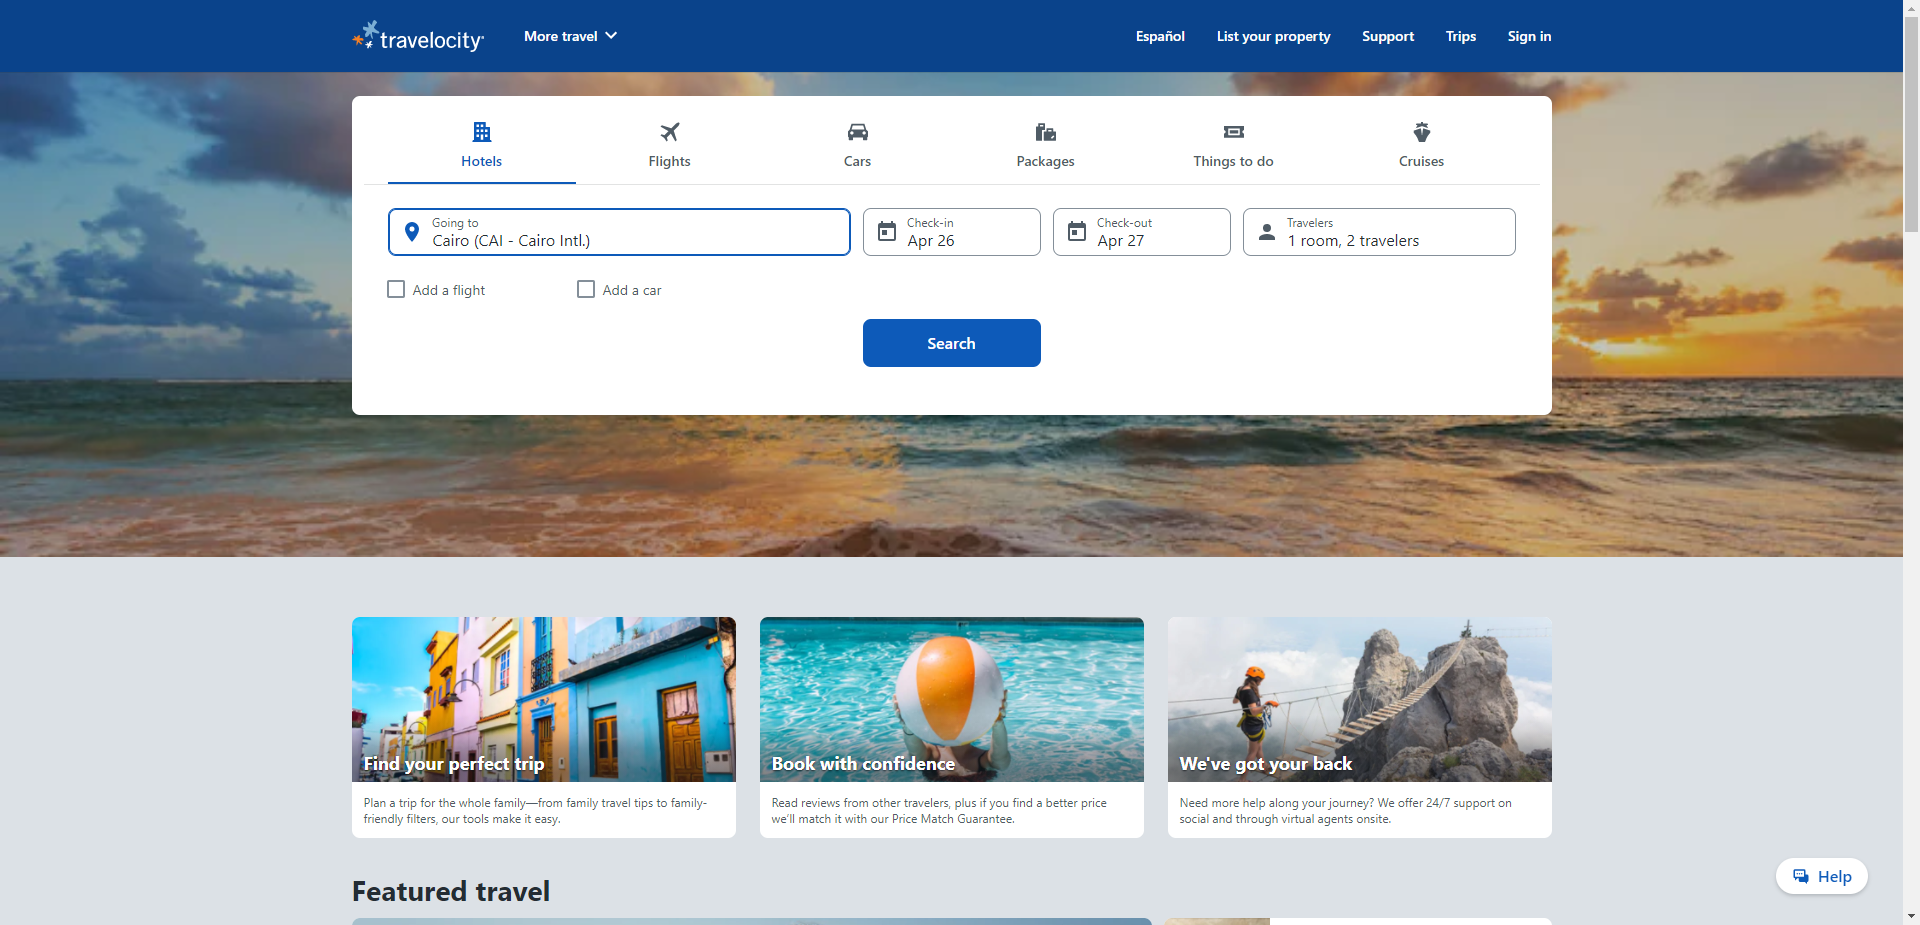 travelocity
More travel
Español
List your property
Support
Trips
Sign in
Hotels
Flights
Cars
Packages
Things to do
Cruises
Going to
Cairo (CAI - Cairo Intl.)
Check-in
Apr 26
Check-out
Apr 27
Travelers
1 room, 2 travelers
Add a flight
Add a car
Search
Find your perfect trip
Plan a trip for the whole family—from family travel tips to family-
friendly filters, our tools make it easy.
Book with confidence
Read reviews from other travelers, plus if you find a better price
we'll match it with our Price Match Guarantee.
We've got your back
Need more help along your journey? We offer 24/7 support on
social and through virtual agents onsite.
Featured travel
Help